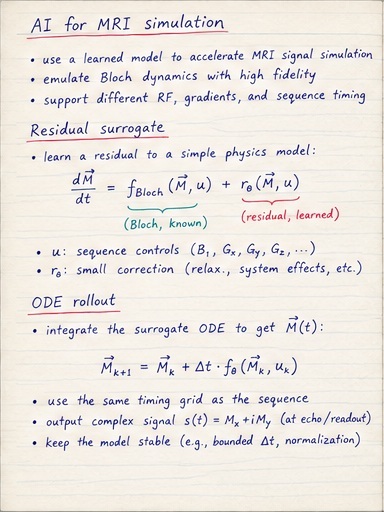 AI for MRI simulation
• use a learned model to accelerate MRI signal simulation
• emulate Bloch dynamics with high fidelity
• support different RF, gradients, and sequence timing
Residual surrogate
• learn a residual to a simple physics model:
dM⃗/dt = f_Bloch(M⃗, u) + r_θ(M⃗, u)
(Bloch, known) (residual, learned)
• u: sequence controls (B₁, Gₓ, Gᵧ, G_z, ...)
• r_θ: small correction (relax., system effects, etc.)
ODE rollout
• integrate the surrogate ODE to get M⃗(t):
M⃗_{k+1} = M⃗_k + Δt · f_θ(M⃗_k, u_k)
• use the same timing grid as the sequence
• output complex signal s(t) = Mₓ + iMᵧ (at echo/readout)
• keep the model stable (e.g., bounded Δt, normalization)